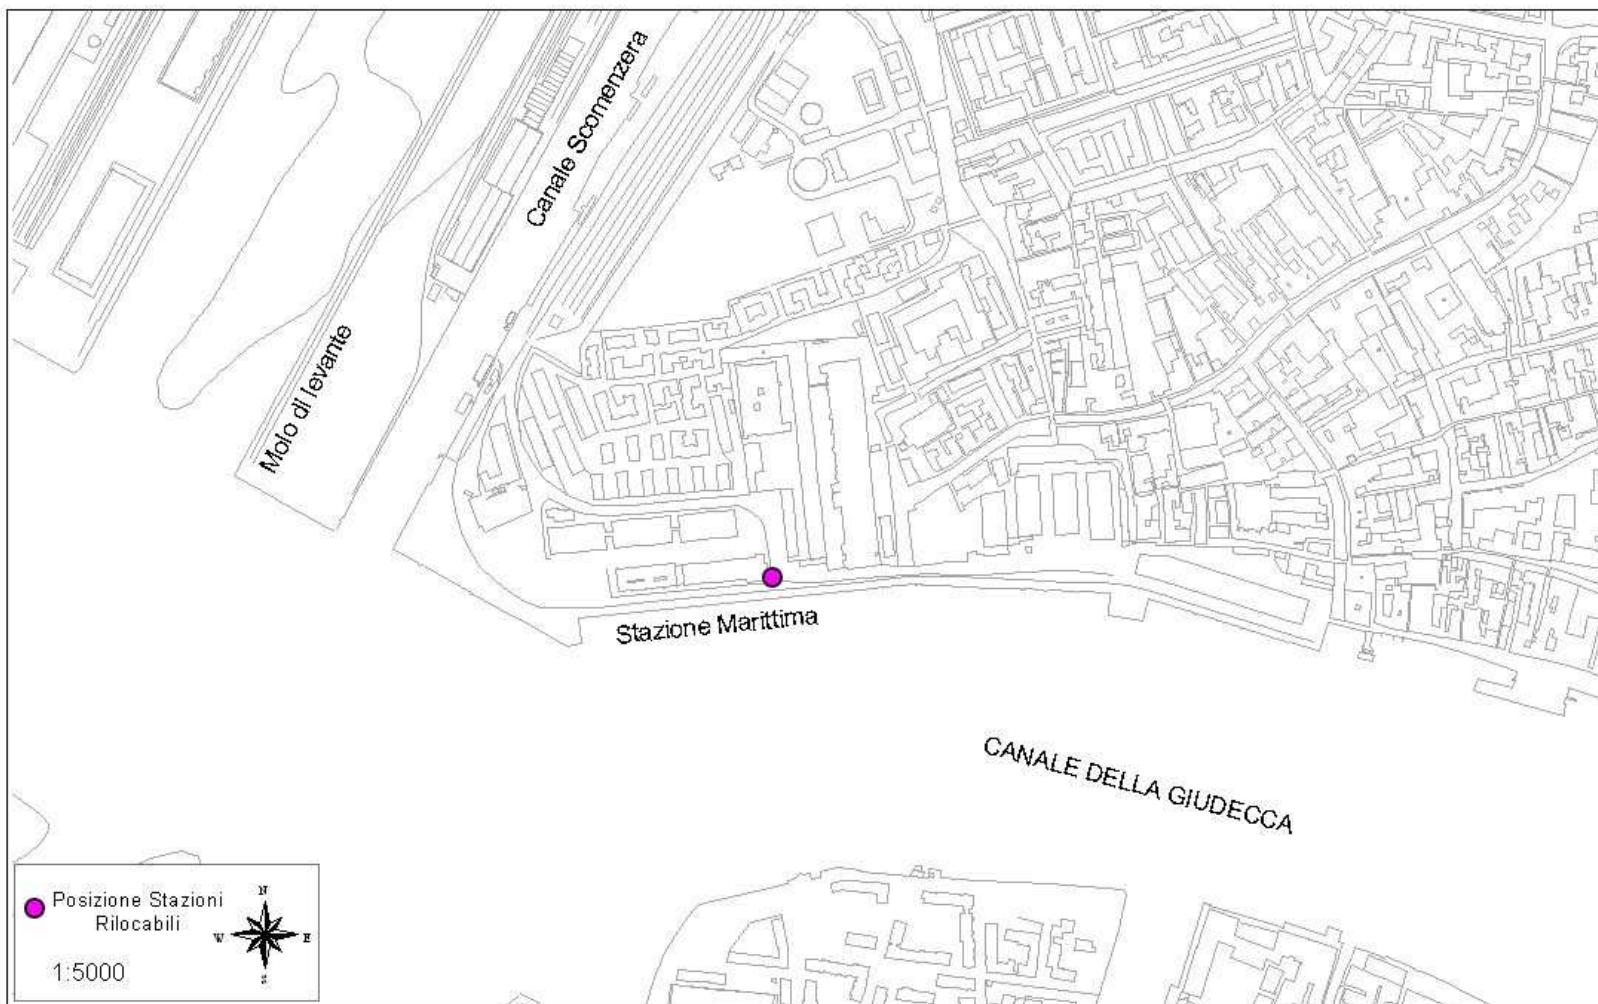 Canale Scomenzera
Molo di levante
Stazione Marittima
CANALE DELLA GIUDECCA
Posizione Stazioni
Rilocabili
N
W E
S
1:5000